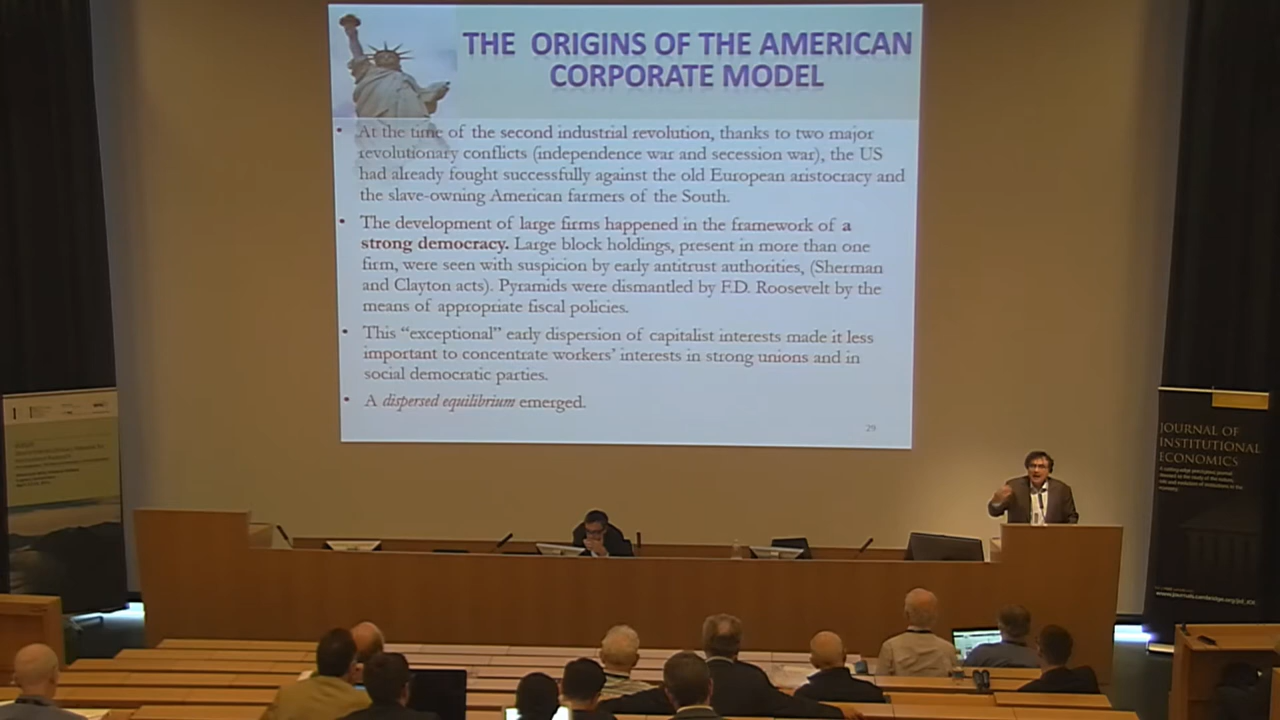 THE ORIGINS OF THE AMERICAN
CORPORATE MODEL
• At the time of the second industrial revolution, thanks to two major
revolutionary conflicts (independence war and secession war), the US
had already fought successfully against the old European aristocracy and
the slave-owning American farmers of the South.
• The development of large firms happened in the framework of a
strong democracy. Large block holdings, present in more than one
firm, were seen with suspicion by early antitrust authorities, (Sherman
and Clayton acts). Pyramids were dismantled by F.D. Roosevelt by the
means of appropriate fiscal policies.
• This “exceptional” early dispersion of capitalist interests made it less
important to concentrate workers’ interests in strong unions and in
social democratic parties.
• A dispersed equilibrium emerged.
29
JOURNAL OF
INSTITUTIONAL
ECONOMICS